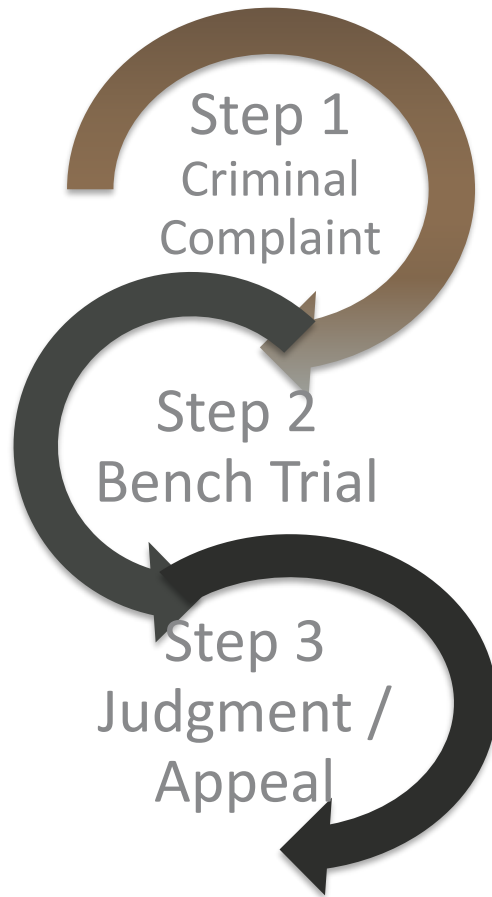 Step 1
Criminal
Complaint
Step 2
Bench Trial
Step 3
Judgment /
Appeal